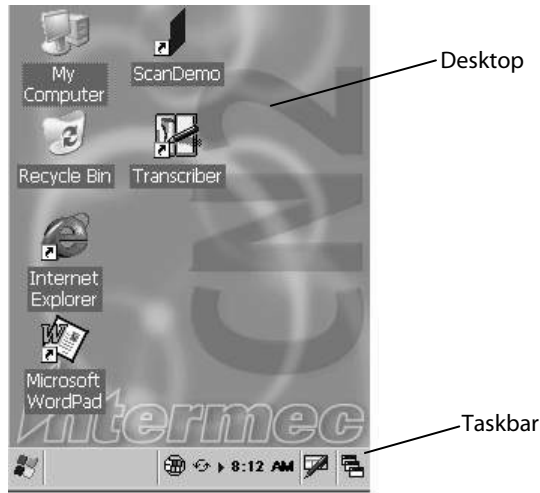 My
Computer
ScanDemo
Recycle Bin
Transcriber
Internet
Explorer
Microsoft
WordPad
CN2
Intermec
8:12 AM
Desktop
Taskbar